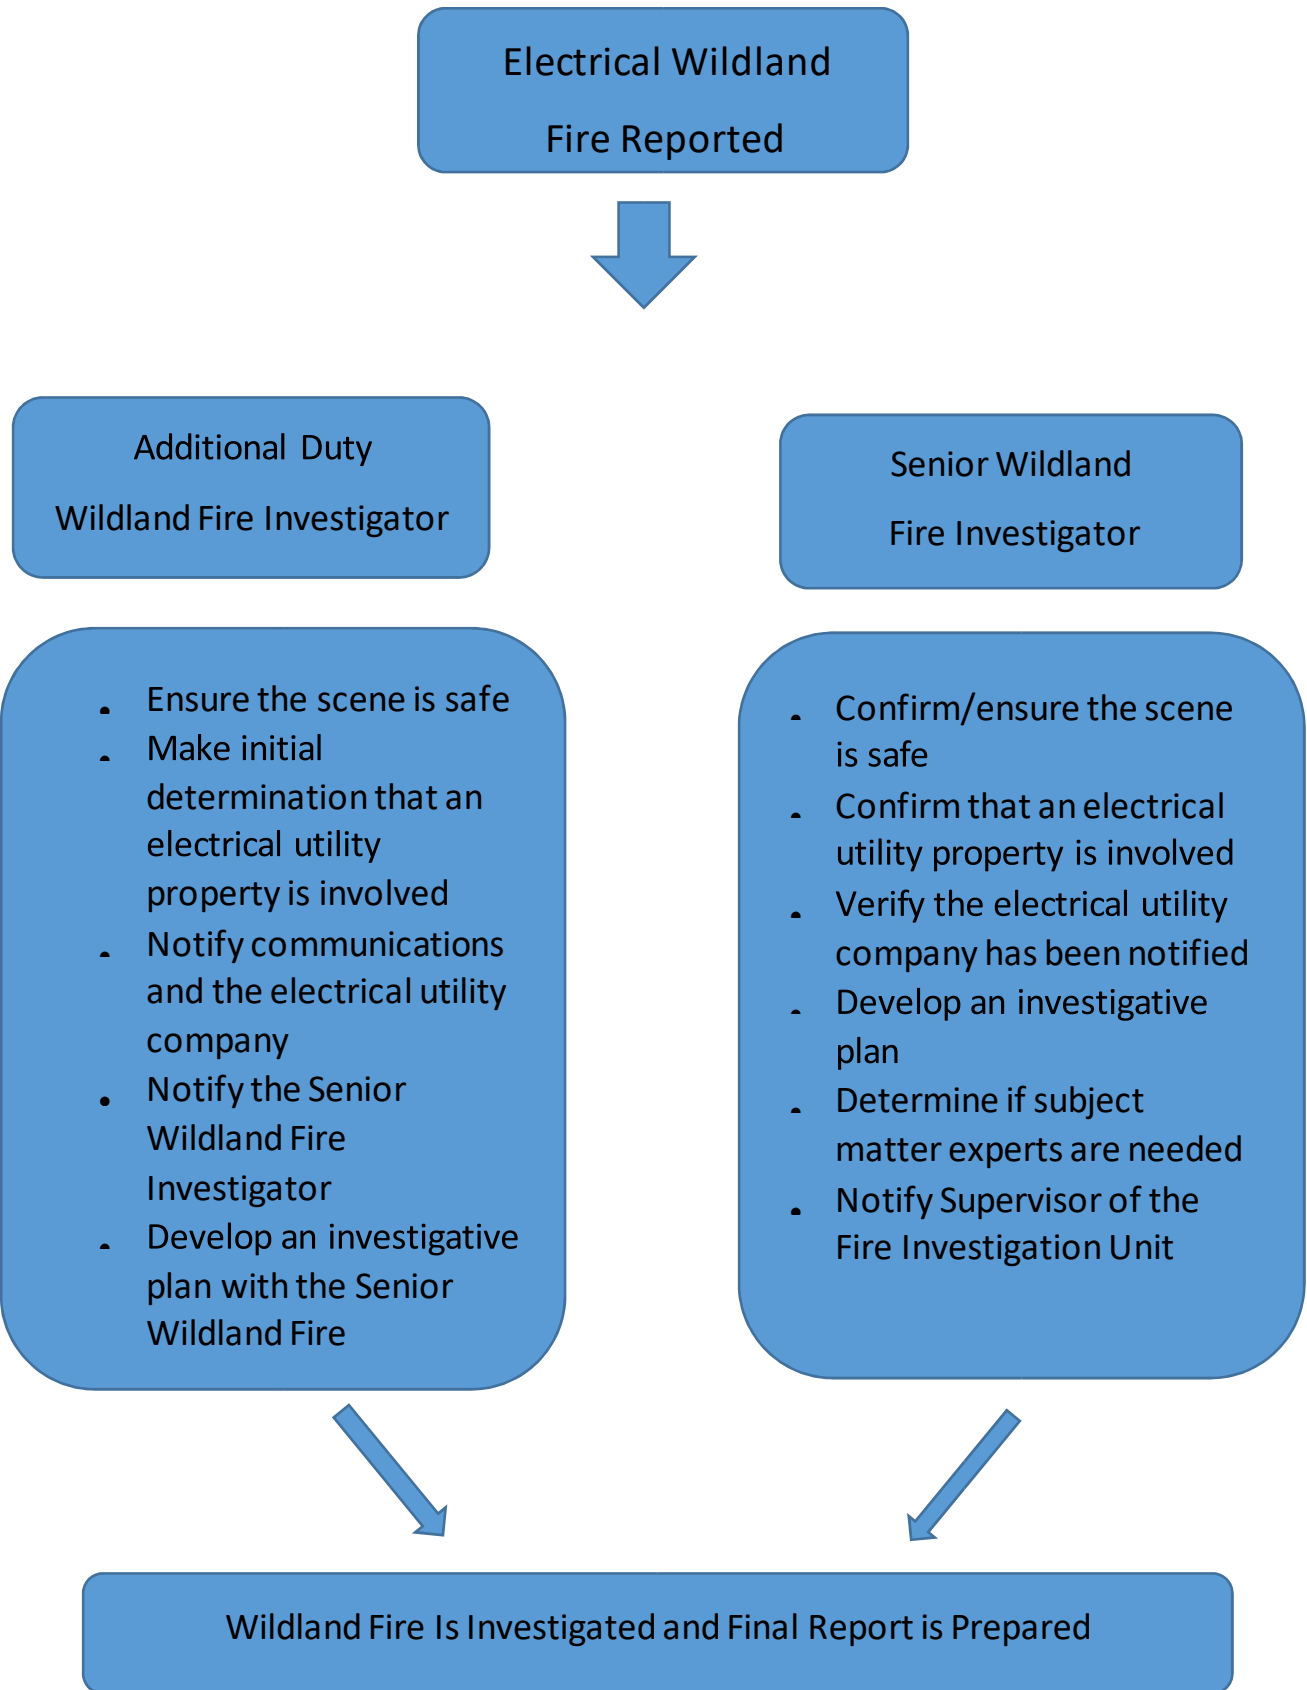 Electrical Wildland
Fire Reported
Additional Duty
Wildland Fire Investigator
Senior Wildland
Fire Investigator
• Ensure the scene is safe
• Make initial
determination that an
electrical utility
property is involved
• Notify communications
and the electrical utility
company
• Notify the Senior
Wildland Fire
Investigator
• Develop an investigative
plan with the Senior
Wildland Fire
• Confirm/ensure the scene
is safe
• Confirm that an electrical
utility property is involved
• Verify the electrical utility
company has been notified
• Develop an investigative
plan
• Determine if subject
matter experts are needed
• Notify Supervisor of the
Fire Investigation Unit
Wildland Fire Is Investigated and Final Report is Prepared